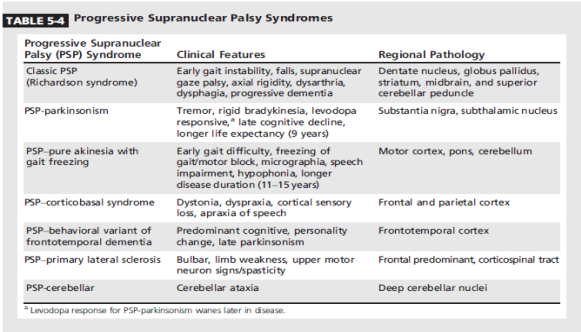 TABLE 5-4 Progressive Supranuclear Palsy Syndromes
Progressive Supranuclear
Palsy (PSP) Syndrome Clinical Features Regional Pathology
Classic PSP Early gait instability, falls, supranuclear Dentate nucleus, globus pallidus,
(Richardson syndrome) gaze palsy, axial rigidity, dysarthria, striatum, midbrain, and superior
dysphagia, progressive dementia cerebellar peduncle
PSP-parkinsonism Tremor, rigid bradykinesia, levodopa Substantia nigra, subthalamic nucleus
responsive,a late cognitive decline,
longer life expectancy (9 years)
PSP–pure akinesia with Early gait difficulty, freezing of Motor cortex, pons, cerebellum
gait freezing gait/motor block, micrographia, speech
impairment, hypophonia, longer
disease duration (11–15 years)
PSP–corticobasal syndrome Dystonia, dyspraxia, cortical sensory Frontal and parietal cortex
loss, apraxia of speech
PSP–behavioral variant of Predominant cognitive, personality Frontotemporal cortex
frontotemporal dementia change, late parkinsonism
PSP–primary lateral sclerosis Bulbar, limb weakness, upper motor Frontal predominant, corticospinal tract
neuron signs/spasticity
PSP-cerebellar Cerebellar ataxia Deep cerebellar nuclei
a Levodopa response for PSP-parkinsonism wanes later in disease.